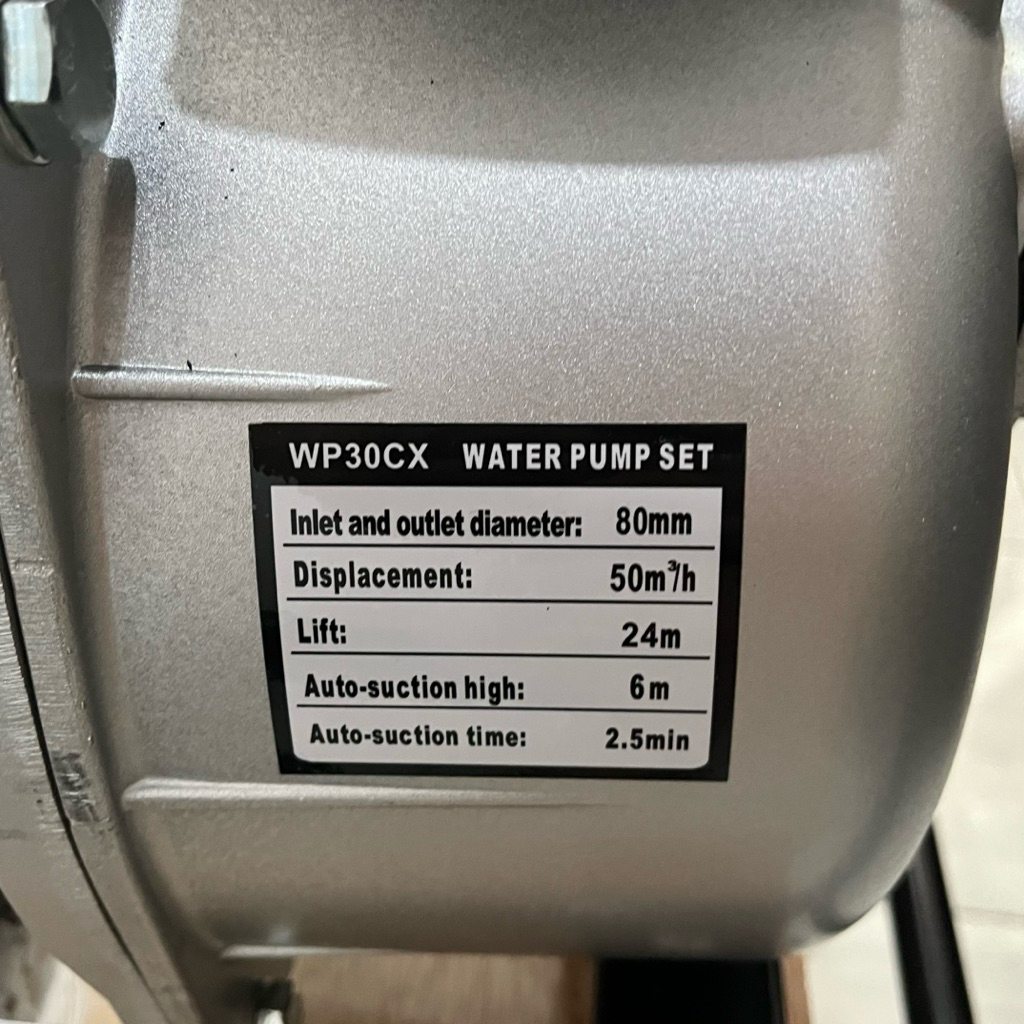 WP30CX WATER PUMP SET
Inlet and outlet diameter: 80mm
Displacement: 50m³/h
Lift: 24m
Auto-suction high: 6m
Auto-suction time: 2.5min